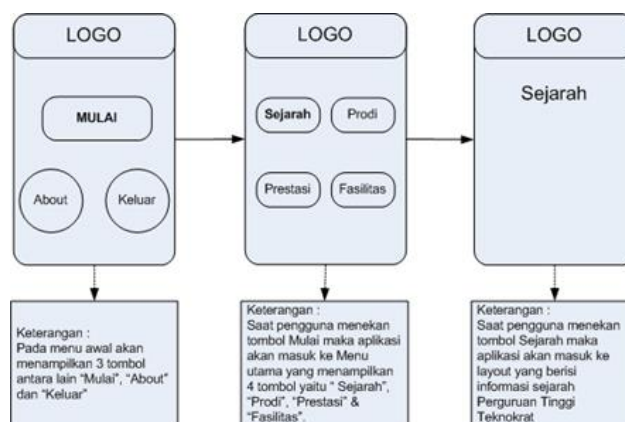 LOGO
MULAI
About
Keluar
LOGO
Sejarah
Prodi
Prestasi
Fasilitas
LOGO
Sejarah
Keterangan :
Pada menu awal akan
menampilkan 3 tombol
antara lain “Mulai”, “About”
dan “Keluar”
Keterangan :
Saat pengguna menekan
tombol Mulai maka aplikasi
akan masuk ke Menu
utama yang menampilkan
4 tombol yaitu “ Sejarah”,
“Prodi”, “Prestasi” &
“Fasilitas”.
Keterangan :
Saat pengguna menekan
tombol Sejarah maka
aplikasi akan masuk ke
layout yang berisi
informasi sejarah
Perguruan Tinggi
Teknokrat